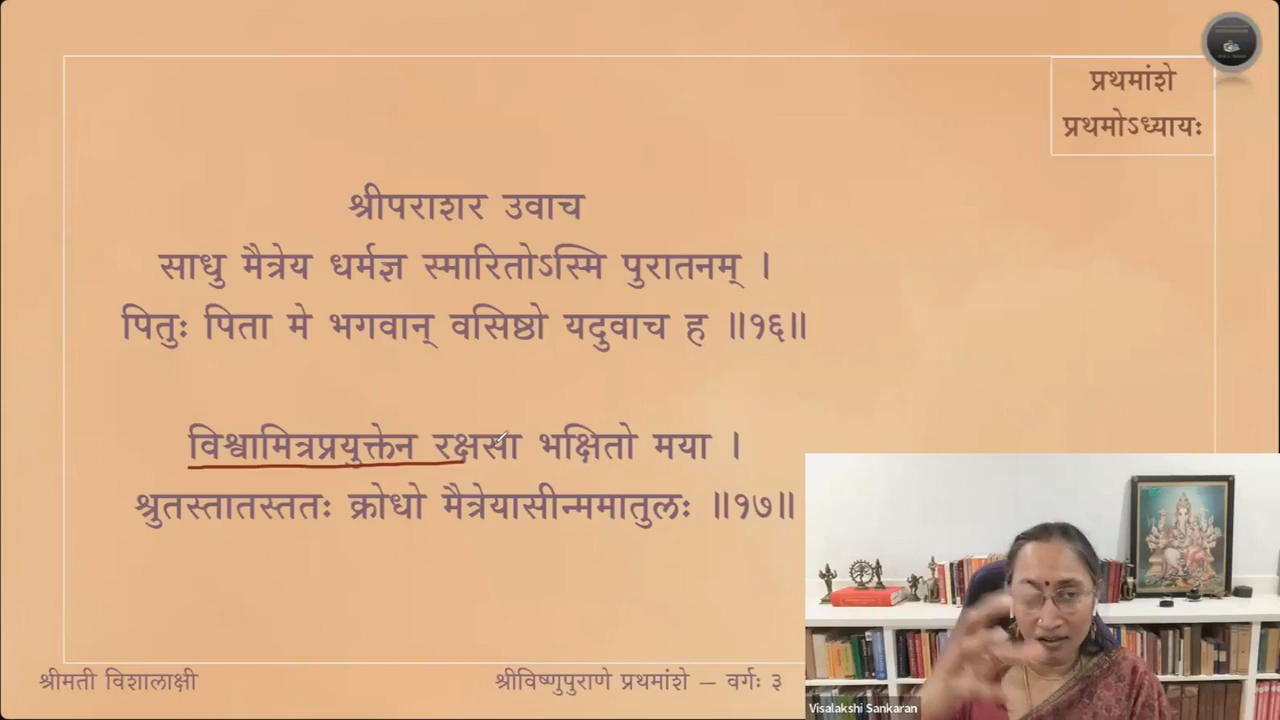 प्रथमांशे
प्रथमोऽध्यायः
श्रीपराशर उवाच
साधु मैत्रेय धर्मज्ञ स्मारितोऽस्मि पुरातनम् ।
पितुः पिता मे भगवान् वसिष्ठो यदुवाच ह ॥१६॥
विश्वामित्रप्रयुक्तेन रक्षसा भक्षितो मया ।
श्रुतस्तातस्ततः क्रोधो मैत्रेयासीन्ममातुलः ॥१७॥
श्रीमती विशालाक्षी
श्रीविष्णुपुराणे प्रथमांशे – वर्गः ३
Visalakshi Sankaran